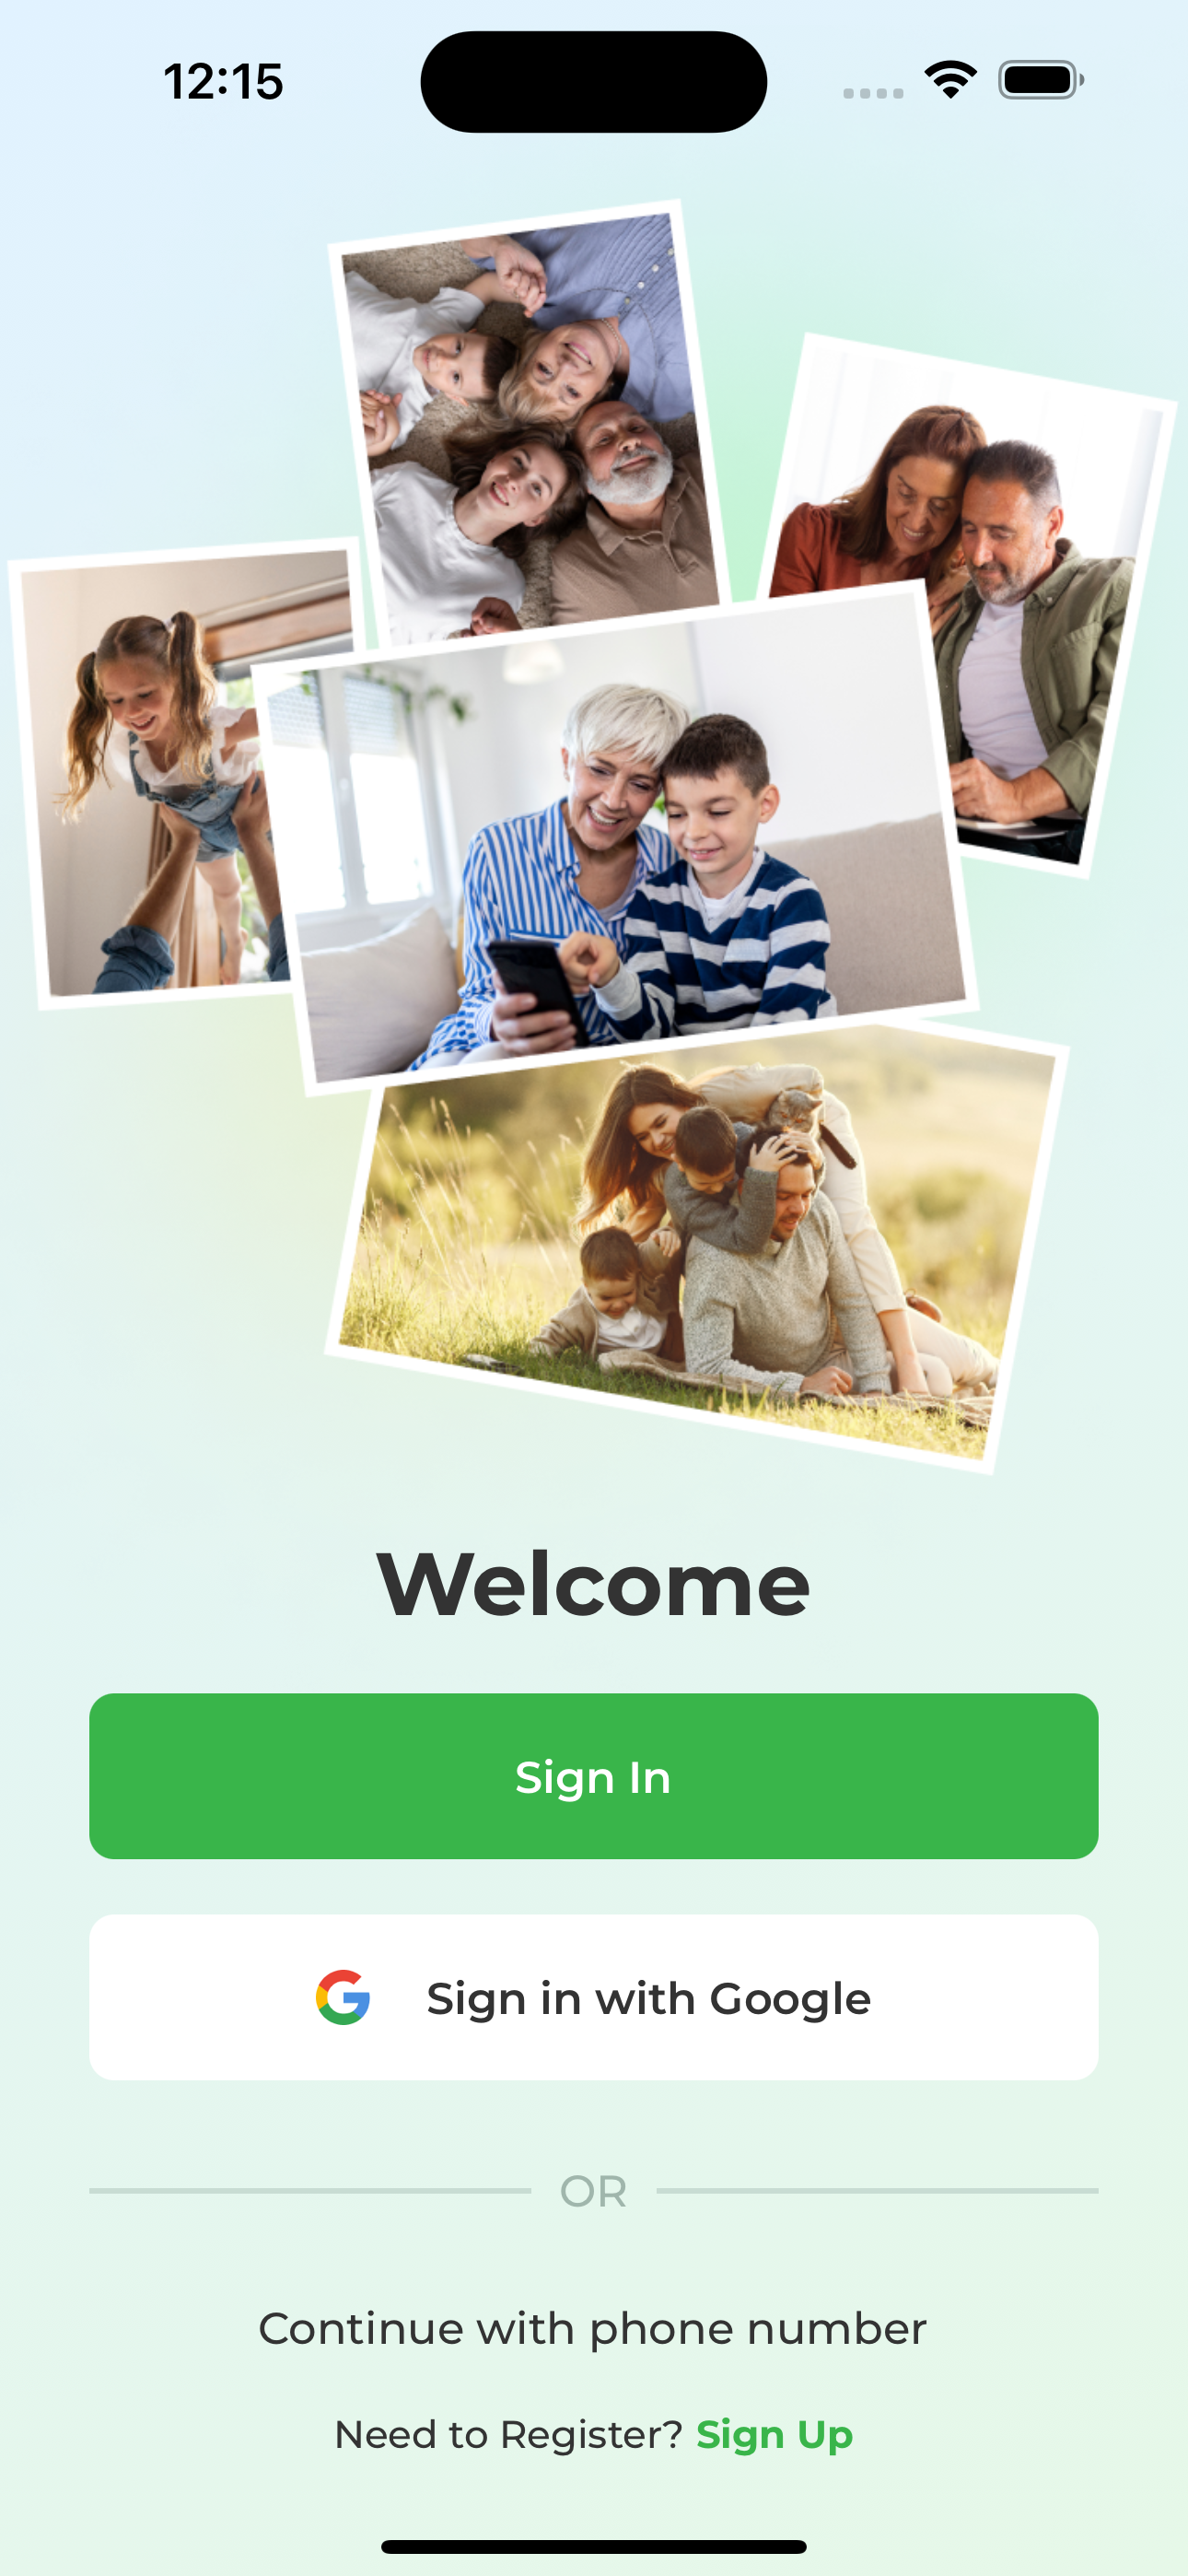 12:15
Welcome
Sign In
Sign in with Google
OR
Continue with phone number
Need to Register? Sign Up